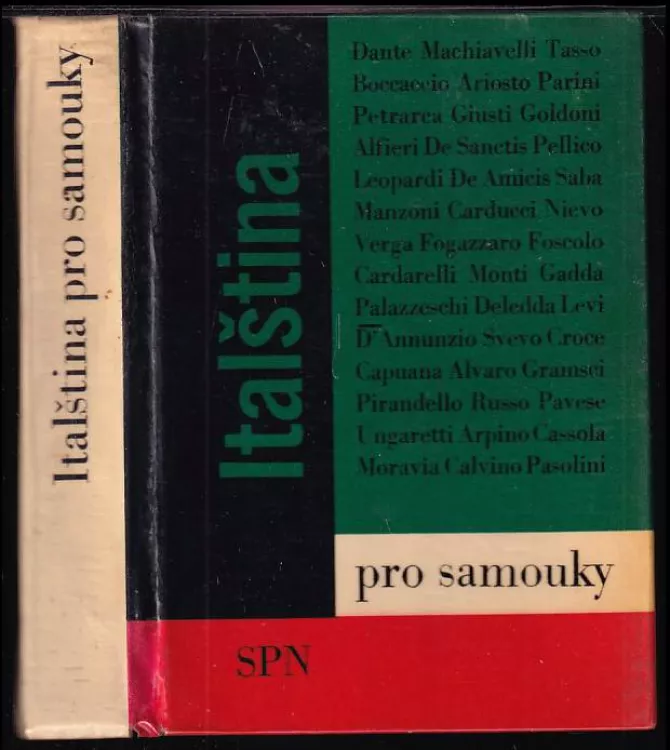 Italština pro samouky
Italština
Dante Machiavelli Tasso
Boccaccio Ariosto Parini
Petrarca Giusti Goldoni
Alfieri De Sanctis Pellico
Leopardi De Amicis Saba
Manzoni Carducci Nievo
Verga Fogazzaro Foscolo
Cardarelli Monti Gadda
Palazzeschi Deledda Levi
D'Annunzio Svevo Croce
Capuana Alvaro Gramsci
Pirandello Russo Pavese
Ungaretti Arpino Cassola
Moravia Calvino Pasolini
pro samouky
SPN